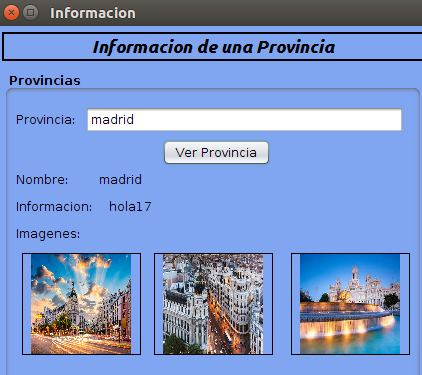 Informacion
Informacion de una Provincia
Provincias
Provincia: madrid
Ver Provincia
Nombre: madrid
Informacion: hola17
Imagenes: